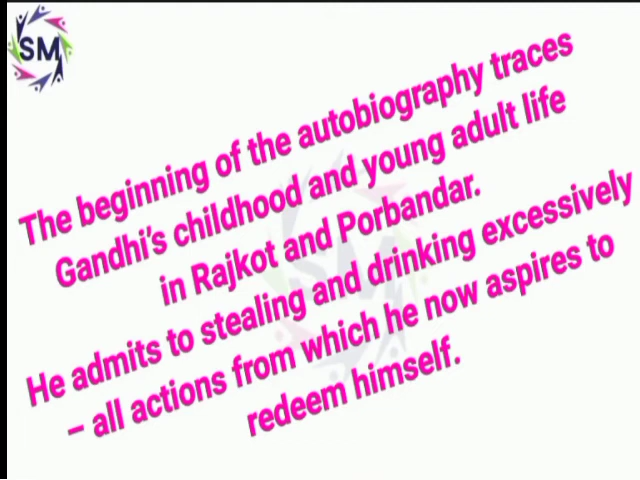 SM
The beginning of the autobiography traces
Gandhi's childhood and young adult life
in Rajkot and Porbandar.
He admits to stealing and drinking excessively
– all actions from which he now aspires to
redeem himself.